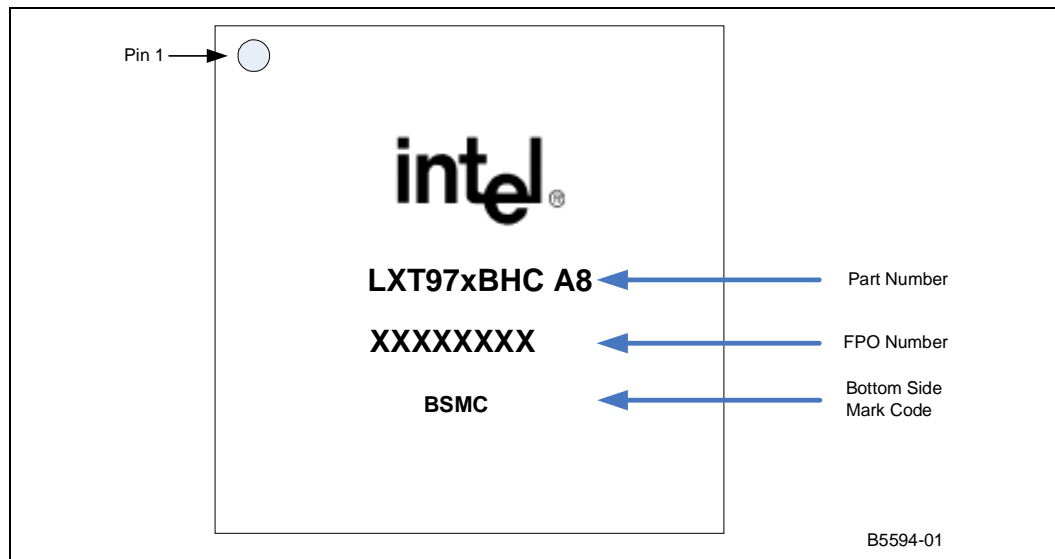 Pin 1
intel®
LXT97xBHC A8
Part Number
XXXXXXXX
FPO Number
BSMC
Bottom Side
Mark Code
B5594-01